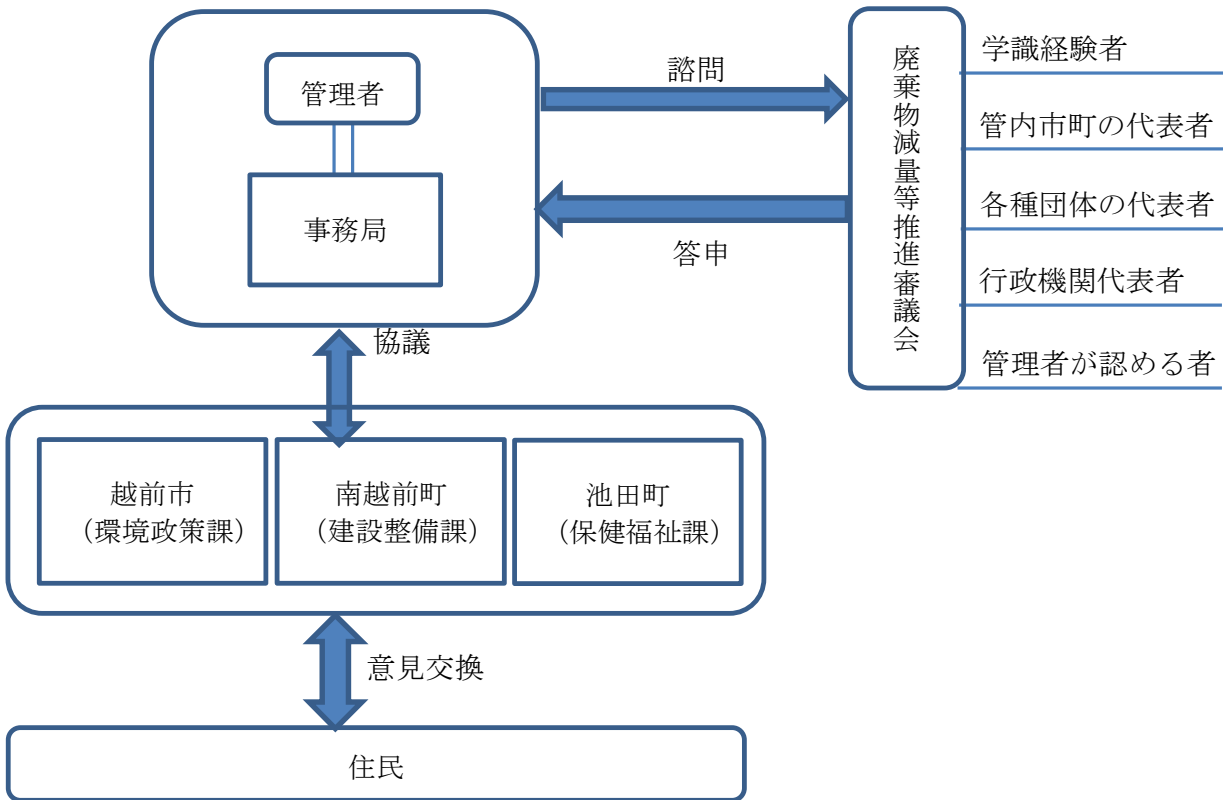 管理者
事務局
諮問
答申
廃棄物減量等推進審議会
学識経験者
管内市町の代表者
各種団体の代表者
行政機関代表者
管理者が認める者
協議
越前市
（環境政策課）
南越前町
（建設整備課）
池田町
（保健福祉課）
意見交換
住民